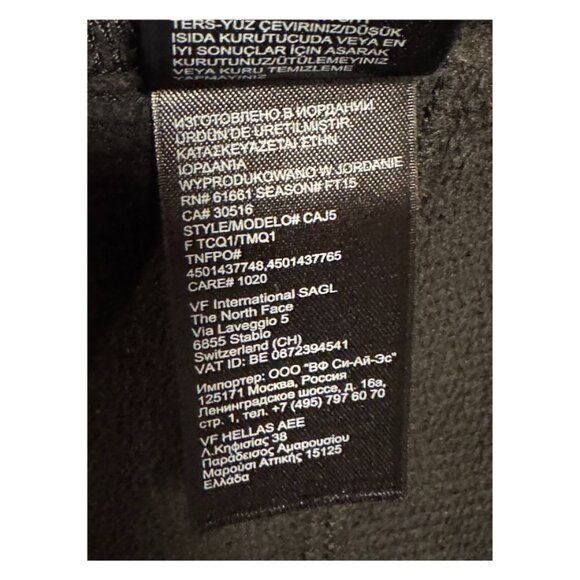 TERS-YÜZ ÇEVİRİNİZ/DÜŞÜK
ISIDA KURUTUCUDA VEYA EN
İYİ SONUÇLAR İÇİN ASARAK
KURUTUNUZ/ÜTÜLEMEYİNİZ
VEYA KURU TEMİZLEME
YAPMAYINIZ
ИЗГОТОВЛЕНО В ИОРДАНИИ
ÜRDÜN DE ÜRETİLMİŞTİR
ΚΑΤΑΣΚΕΥΑΖΕΤΑΙ ΣΤΗΝ
ΙΟΡΔΑΝΙΑ
WYPRODUKOWANO W JORDANIE
RN# 61661 SEASON# FT15
CA# 30516
STYLE/MODELO# CAJ5
F TCQ1/TMQ1
TNFPO#
4501437748,4501437765
CARE# 1020
VF International SAGL
The North Face
Via Laveggio 5
6855 Stabio
Switzerland (CH)
VAT ID: BE 0872394541
Импортер: ООО "ВФ Си-Ай-Эс"
125171 Москва, Россия
Ленинградское шоссе, д. 16а,
стр. 1, тел. +7 (495) 797 60 70
VF HELLAS AEE
Λ.Κηφισίας 38
Παράδεισος Αμαρουσίου
Μαρούσι Αττικής 15125
Ελλάδα